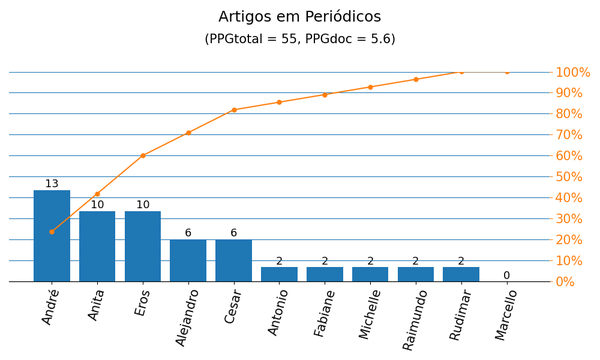 Artigos em Periódicos
(PPGtotal = 55, PPGdoc = 5.6)
100%
90%
80%
70%
60%
50%
40%
30%
20%
10%
0%
13
10
10
6
6
2
2
2
2
2
0
André
Anita
Eros
Alejandro
Cesar
Antonio
Fabiane
Michelle
Raimundo
Rudimar
Marcello